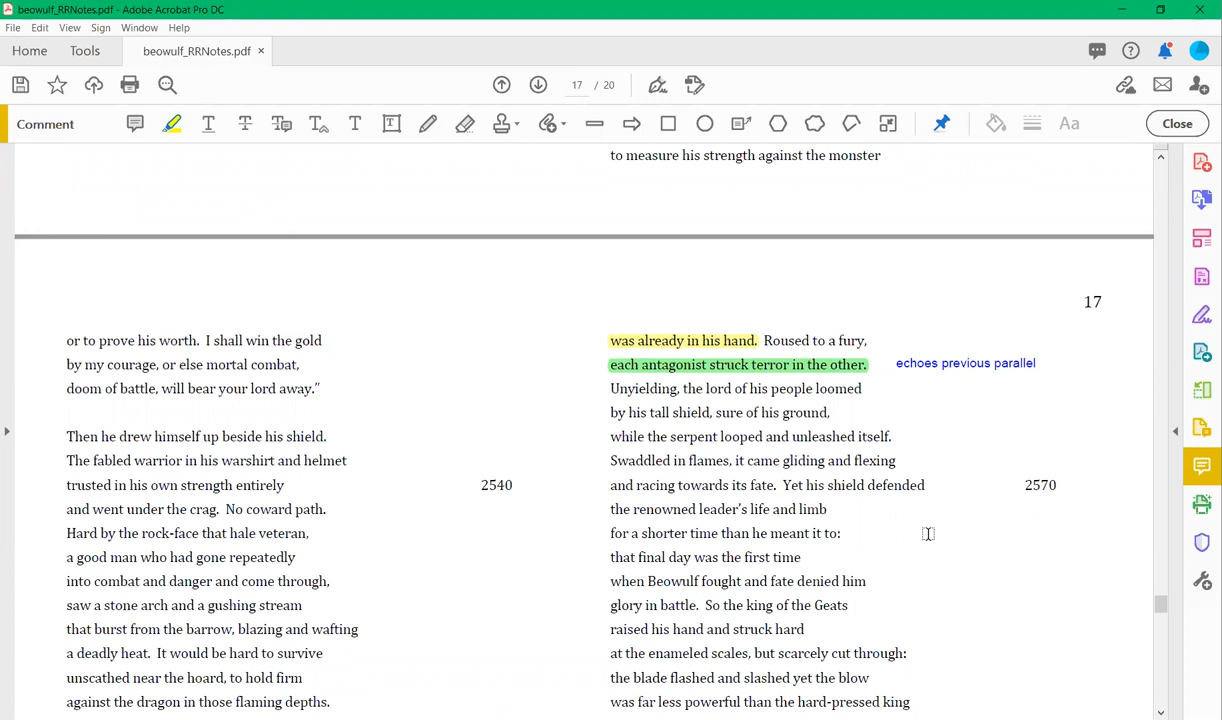 beowulf_RRNotes.pdf - Adobe Acrobat Pro DC
File Edit View Sign Window Help
Home Tools beowulf_RRNotes.pdf ×
17 / 20
Comment Aa Close
to measure his strength against the monster
17
or to prove his worth. I shall win the gold
by my courage, or else mortal combat,
doom of battle, will bear your lord away.”
Then he drew himself up beside his shield.
The fabled warrior in his warshirt and helmet
trusted in his own strength entirely 2540
and went under the crag. No coward path.
Hard by the rock-face that hale veteran,
a good man who had gone repeatedly
into combat and danger and come through,
saw a stone arch and a gushing stream
that burst from the barrow, blazing and wafting
a deadly heat. It would be hard to survive
unscathed near the hoard, to hold firm
against the dragon in those flaming depths.
was already in his hand. Roused to a fury,
each antagonist struck terror in the other. echoes previous parallel
Unyielding, the lord of his people loomed
by his tall shield, sure of his ground,
while the serpent looped and unleashed itself.
Swaddled in flames, it came gliding and flexing
and racing towards its fate. Yet his shield defended 2570
the renowned leader’s life and limb
for a shorter time than he meant it to:
that final day was the first time
when Beowulf fought and fate denied him
glory in battle. So the king of the Geats
raised his hand and struck hard
at the enameled scales, but scarcely cut through:
the blade flashed and slashed yet the blow
was far less powerful than the hard-pressed king